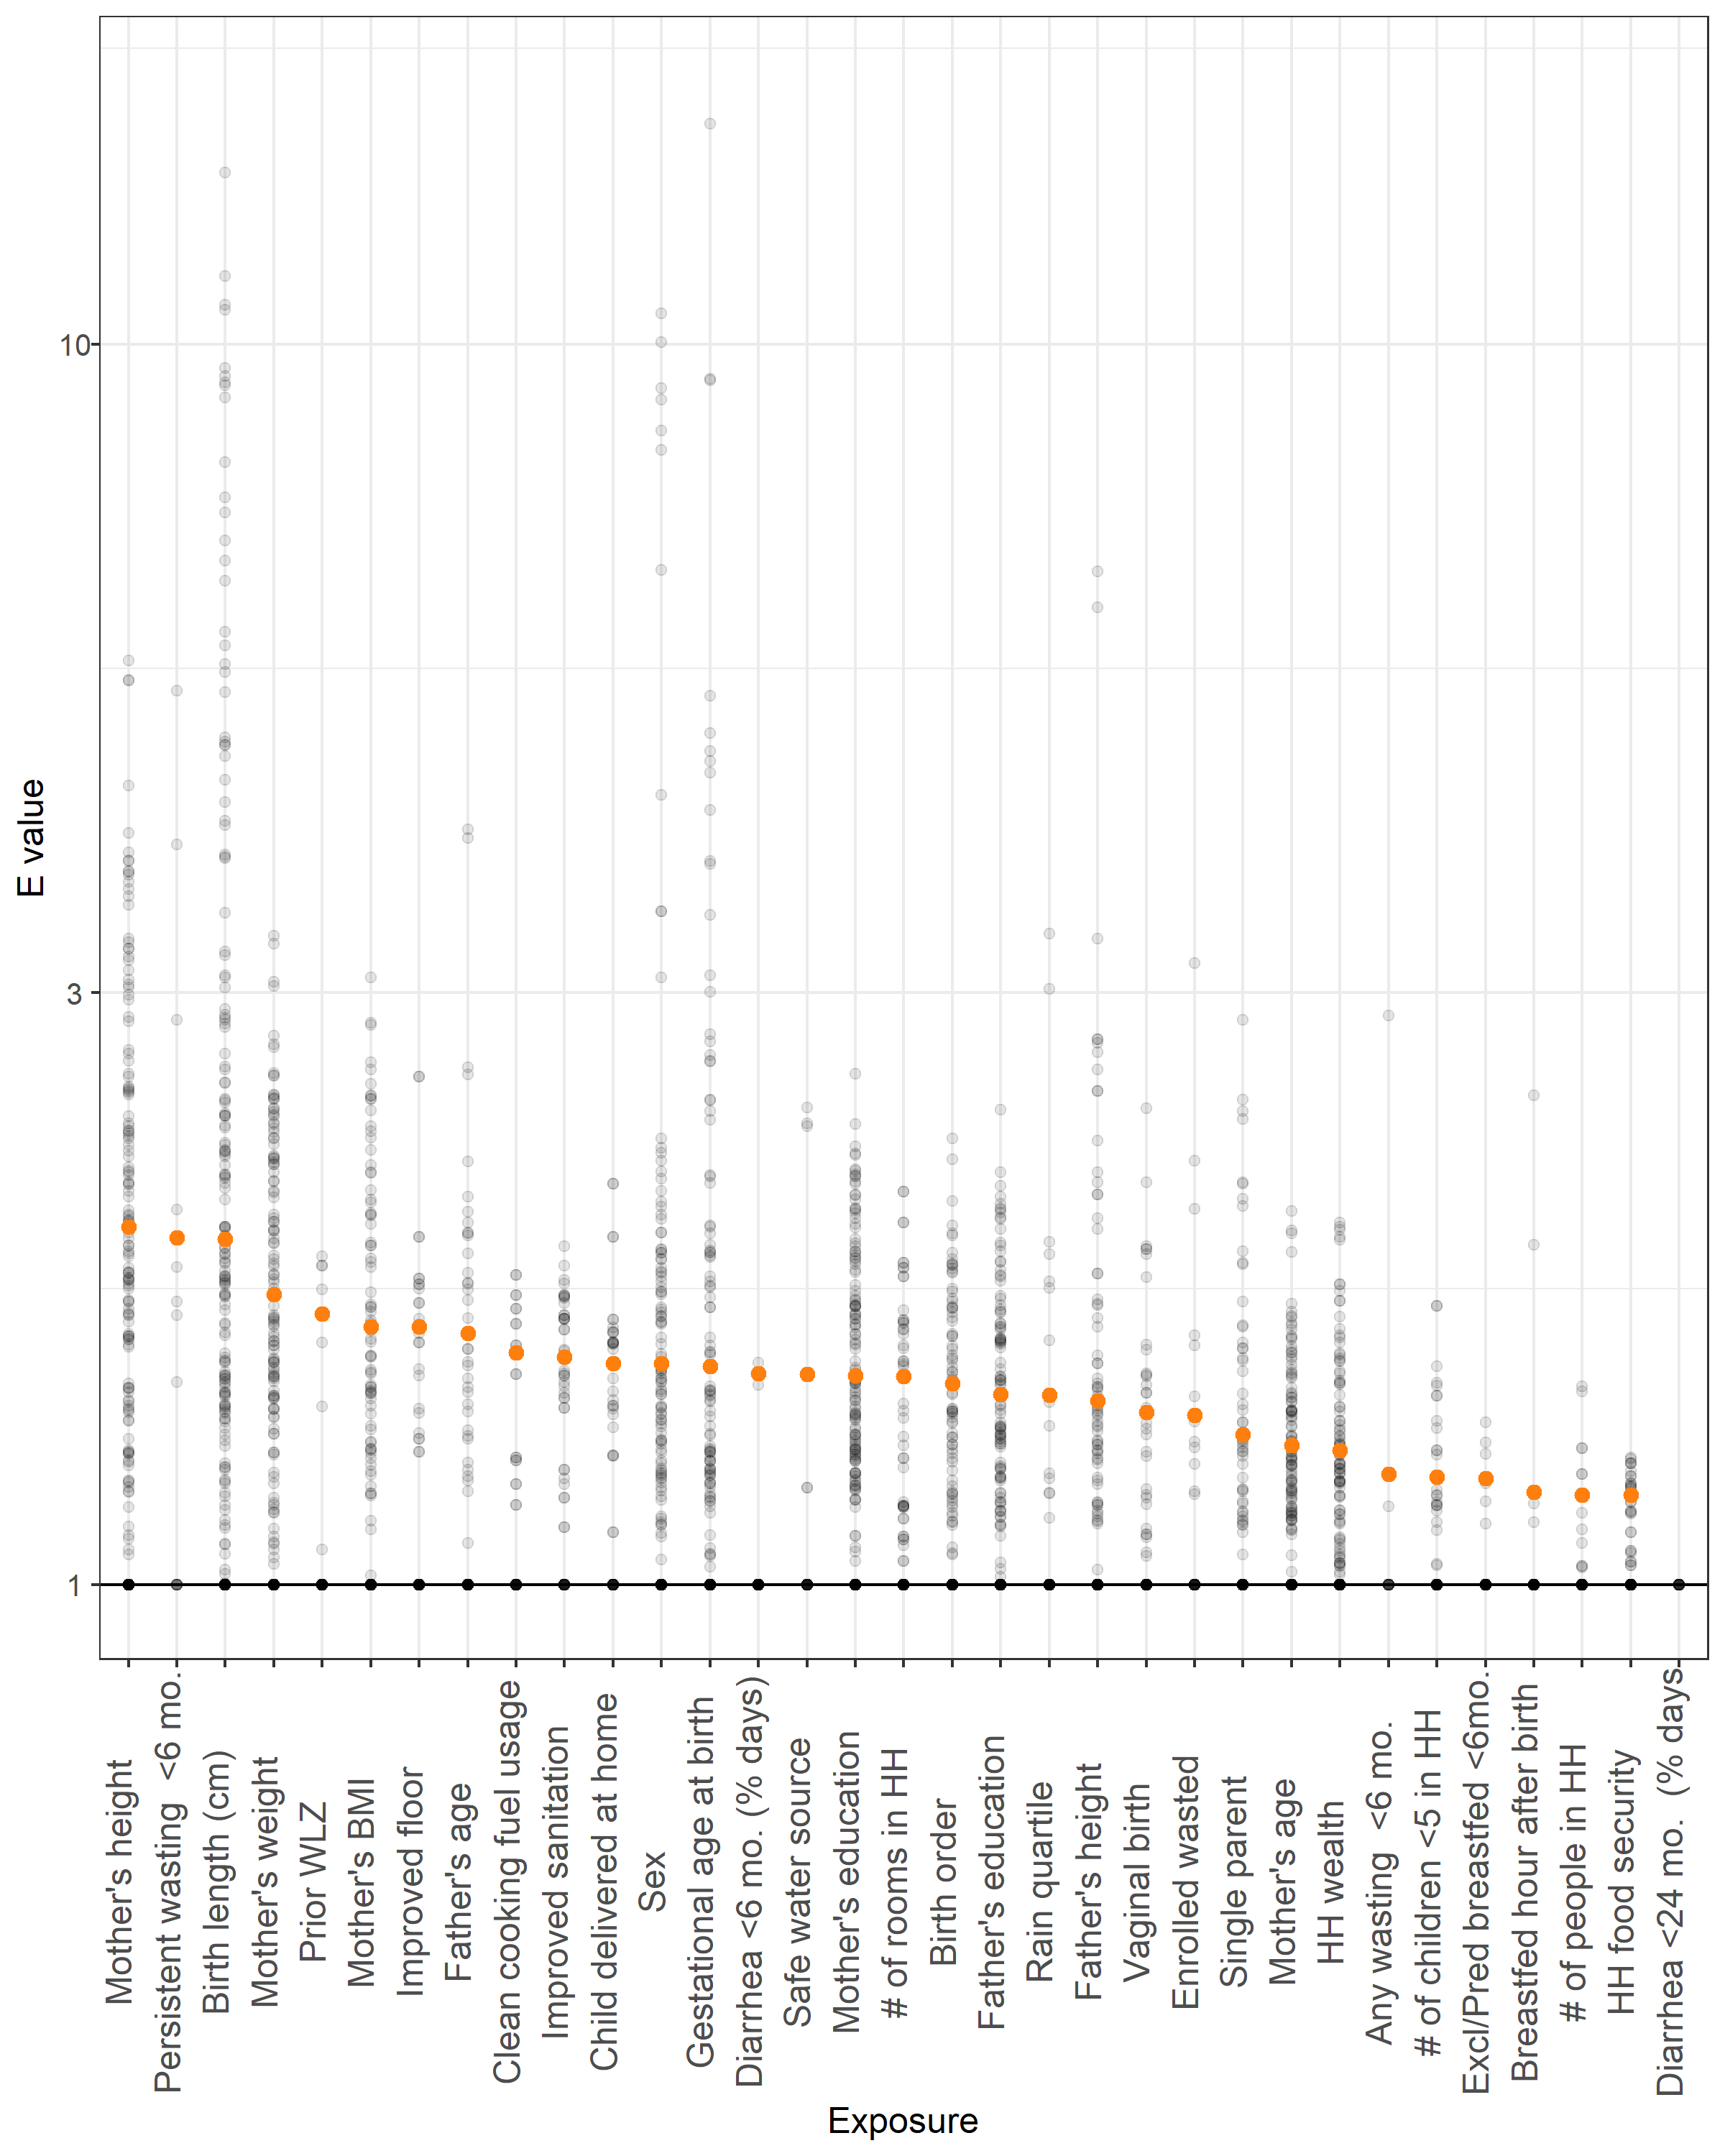 10
3
1
E value
Mother's height
Persistent wasting  <6 mo.
Birth length (cm)
Mother's weight
Prior WLZ
Mother's BMI
Improved floor
Father's age
Clean cooking fuel usage
Improved sanitation
Child delivered at home
Sex
Gestational age at birth
Diarrhea <6 mo. (% days)
Safe water source
Mother's education
# of rooms in HH
Birth order
Father's education
Rain quartile
Father's height
Vaginal birth
Enrolled wasted
Single parent
Mother's age
HH wealth
Any wasting  <6 mo.
# of children <5 in HH
Excl/Pred breastfed <6mo.
Breastfed hour after birth
# of people in HH
HH food security
Diarrhea <24 mo.  (% days
Exposure